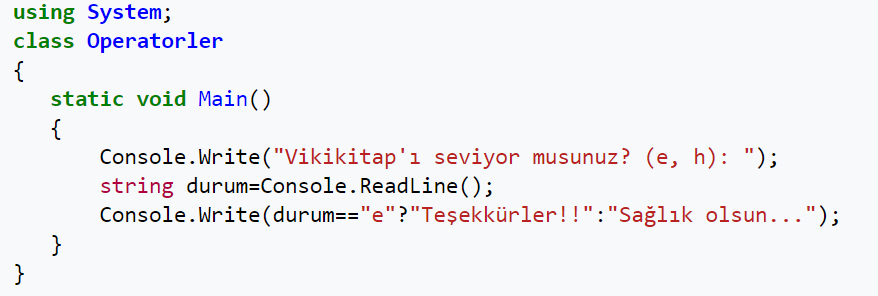 using System;
class Operatorler
{
   static void Main()
   {
       Console.Write("Vikikitap'ı seviyor musunuz? (e, h): ");
       string durum=Console.ReadLine();
       Console.Write(durum=="e"?"Teşekkürler!!":"Sağlık olsun...");
   }
}